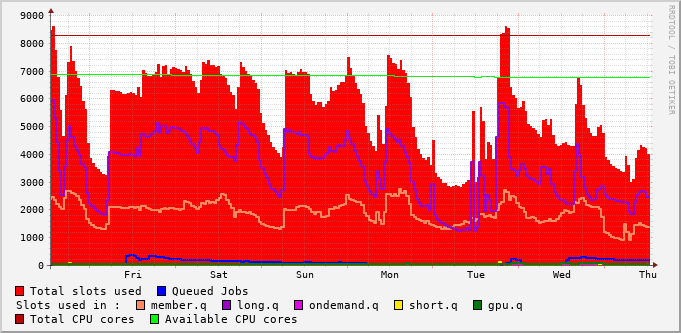 9000
8000
7000
6000
5000
4000
3000
2000
1000
0
Fri Sat Sun Mon Tue Wed Thu
RRDTOOL / TOBI OETIKER
Total slots used Queued Jobs
Slots used in : member.q long.q ondemand.q short.q gpu.q
Total CPU cores Available CPU cores